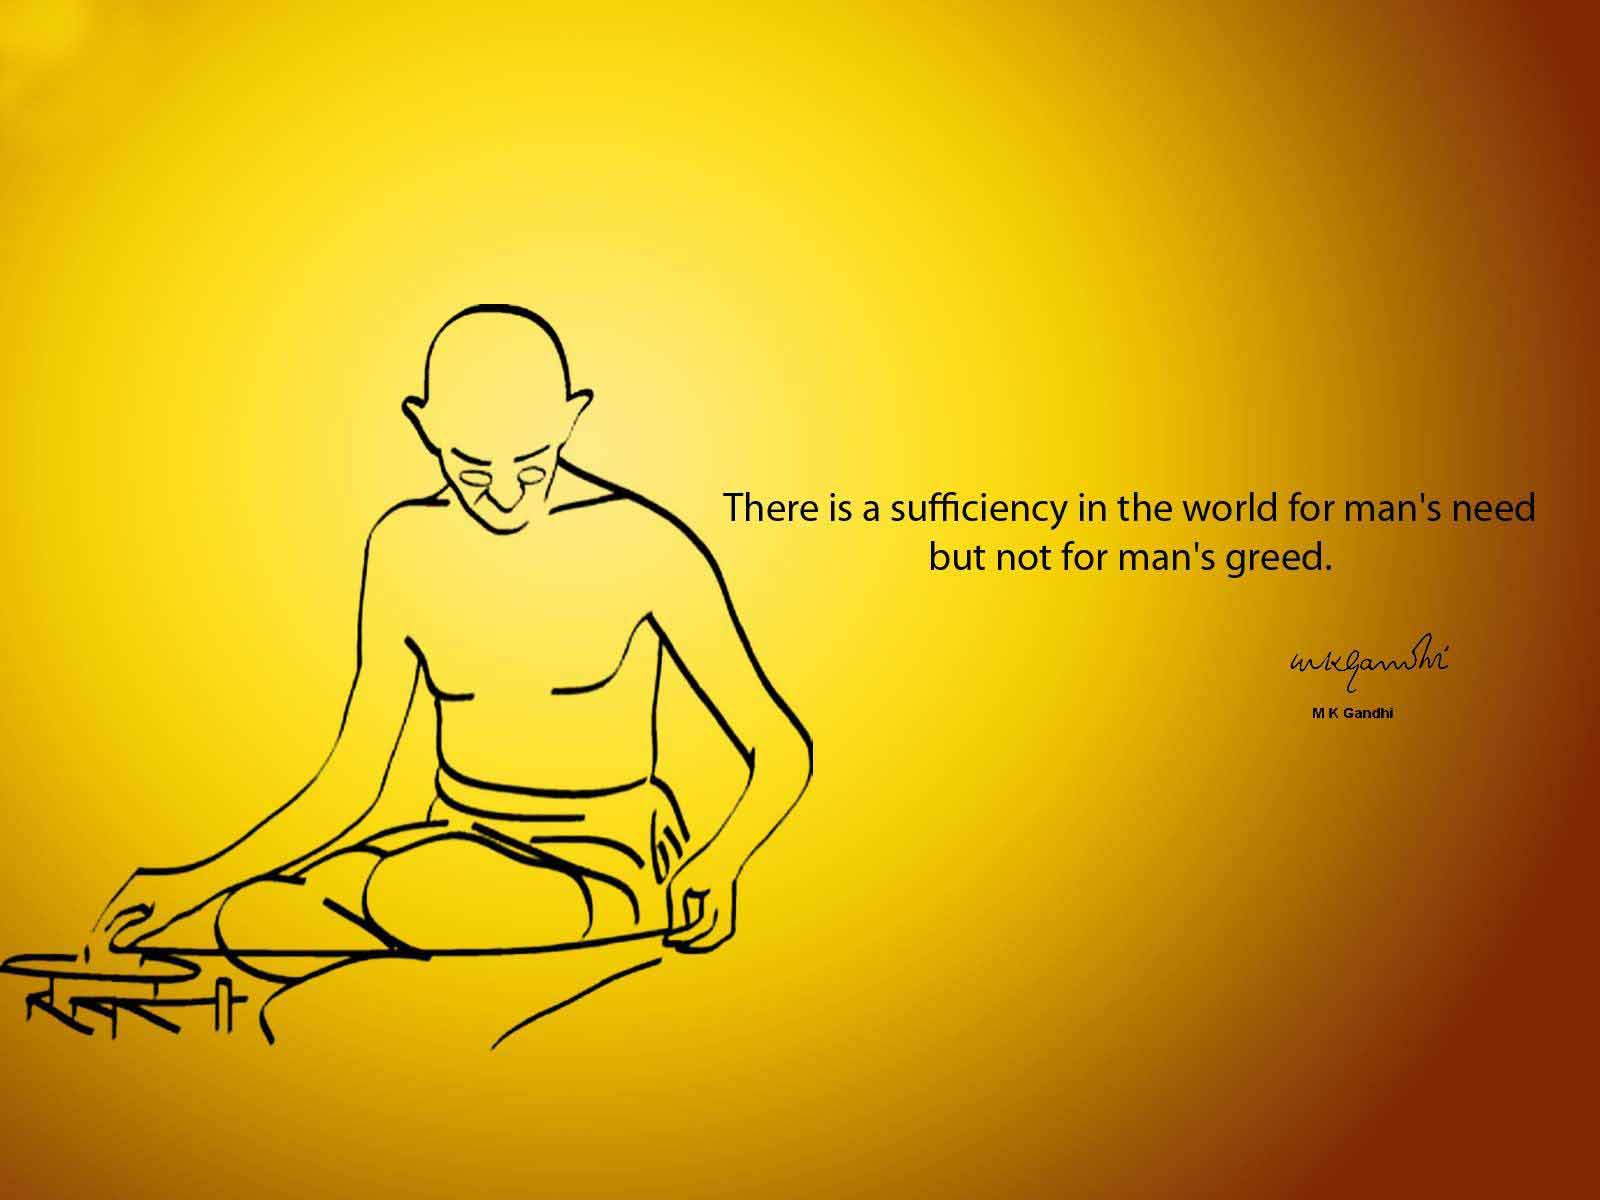 There is a sufficiency in the world for man's need
but not for man's greed.
mkgandhi
M K Gandhi